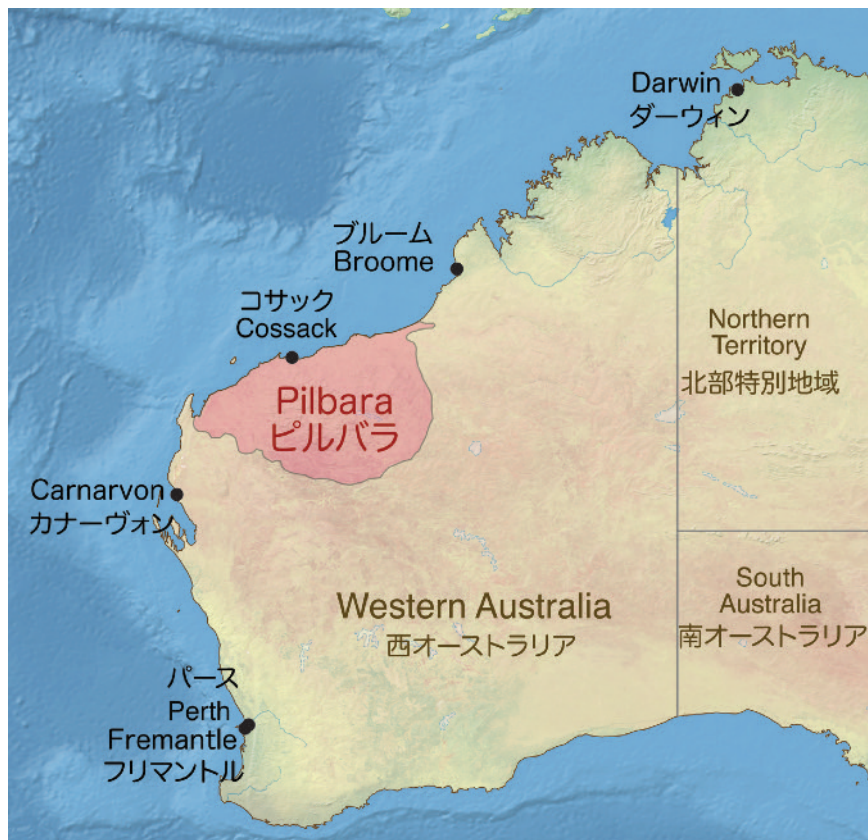 Darwin
ダーウィン
ブルーム
Broome
コサック
Cossack
Northern
Territory
北部特別地域
Pilbara
ピルバラ
Carnarvon
カナーヴォン
South
Australia
南オーストラリア
Western Australia
西オーストラリア
パース
Perth
Fremantle
フリマントル